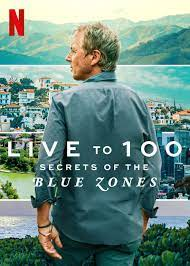 N
LIVE TO 100
SECRETS OF THE
BLUE ZONES